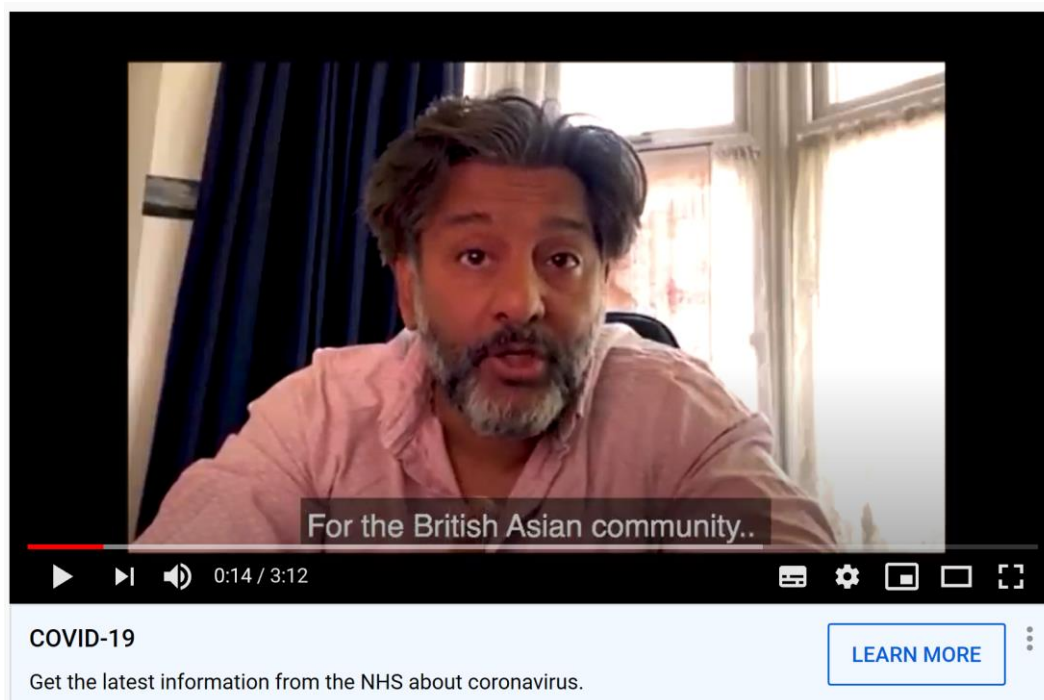 For the British Asian community..
0:14 / 3:12
COVID-19
LEARN MORE
Get the latest information from the NHS about coronavirus.